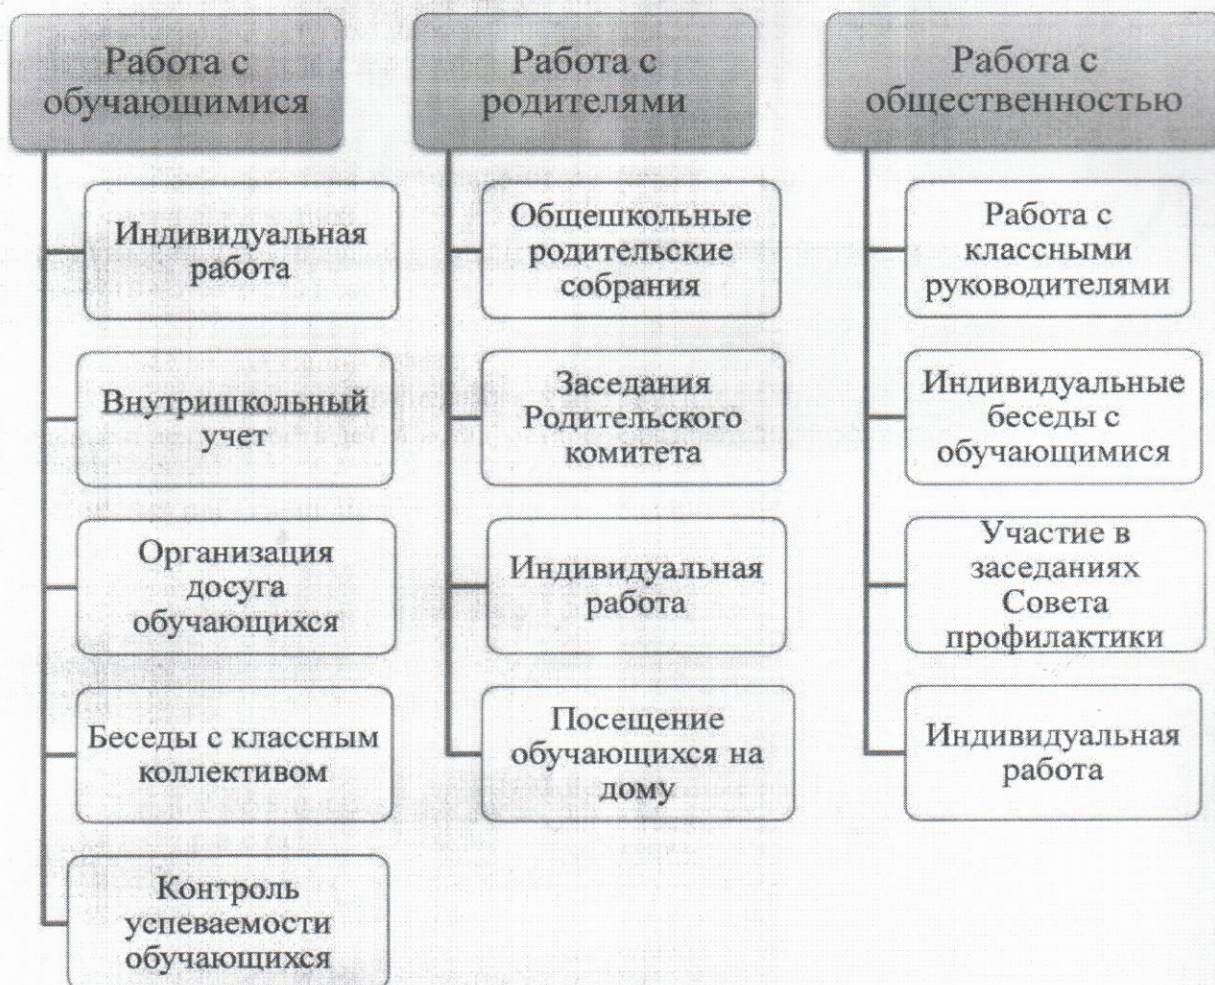 Работа с
обучающимися
Индивидуальная
работа
Внутришкольный
учет
Организация
досуга
обучающихся
Беседы с классным
коллективом
Контроль
успеваемости
обучающихся
Работа с
родителями
Общешкольные
родительские
собрания
Заседания
Родительского
комитета
Индивидуальная
работа
Посещение
обучающихся на
дому
Работа с
общественностью
Работа с
классными
руководителями
Индивидуальные
беседы с
обучающимися
Участие в
заседаниях
Совета
профилактики
Индивидуальная
работа